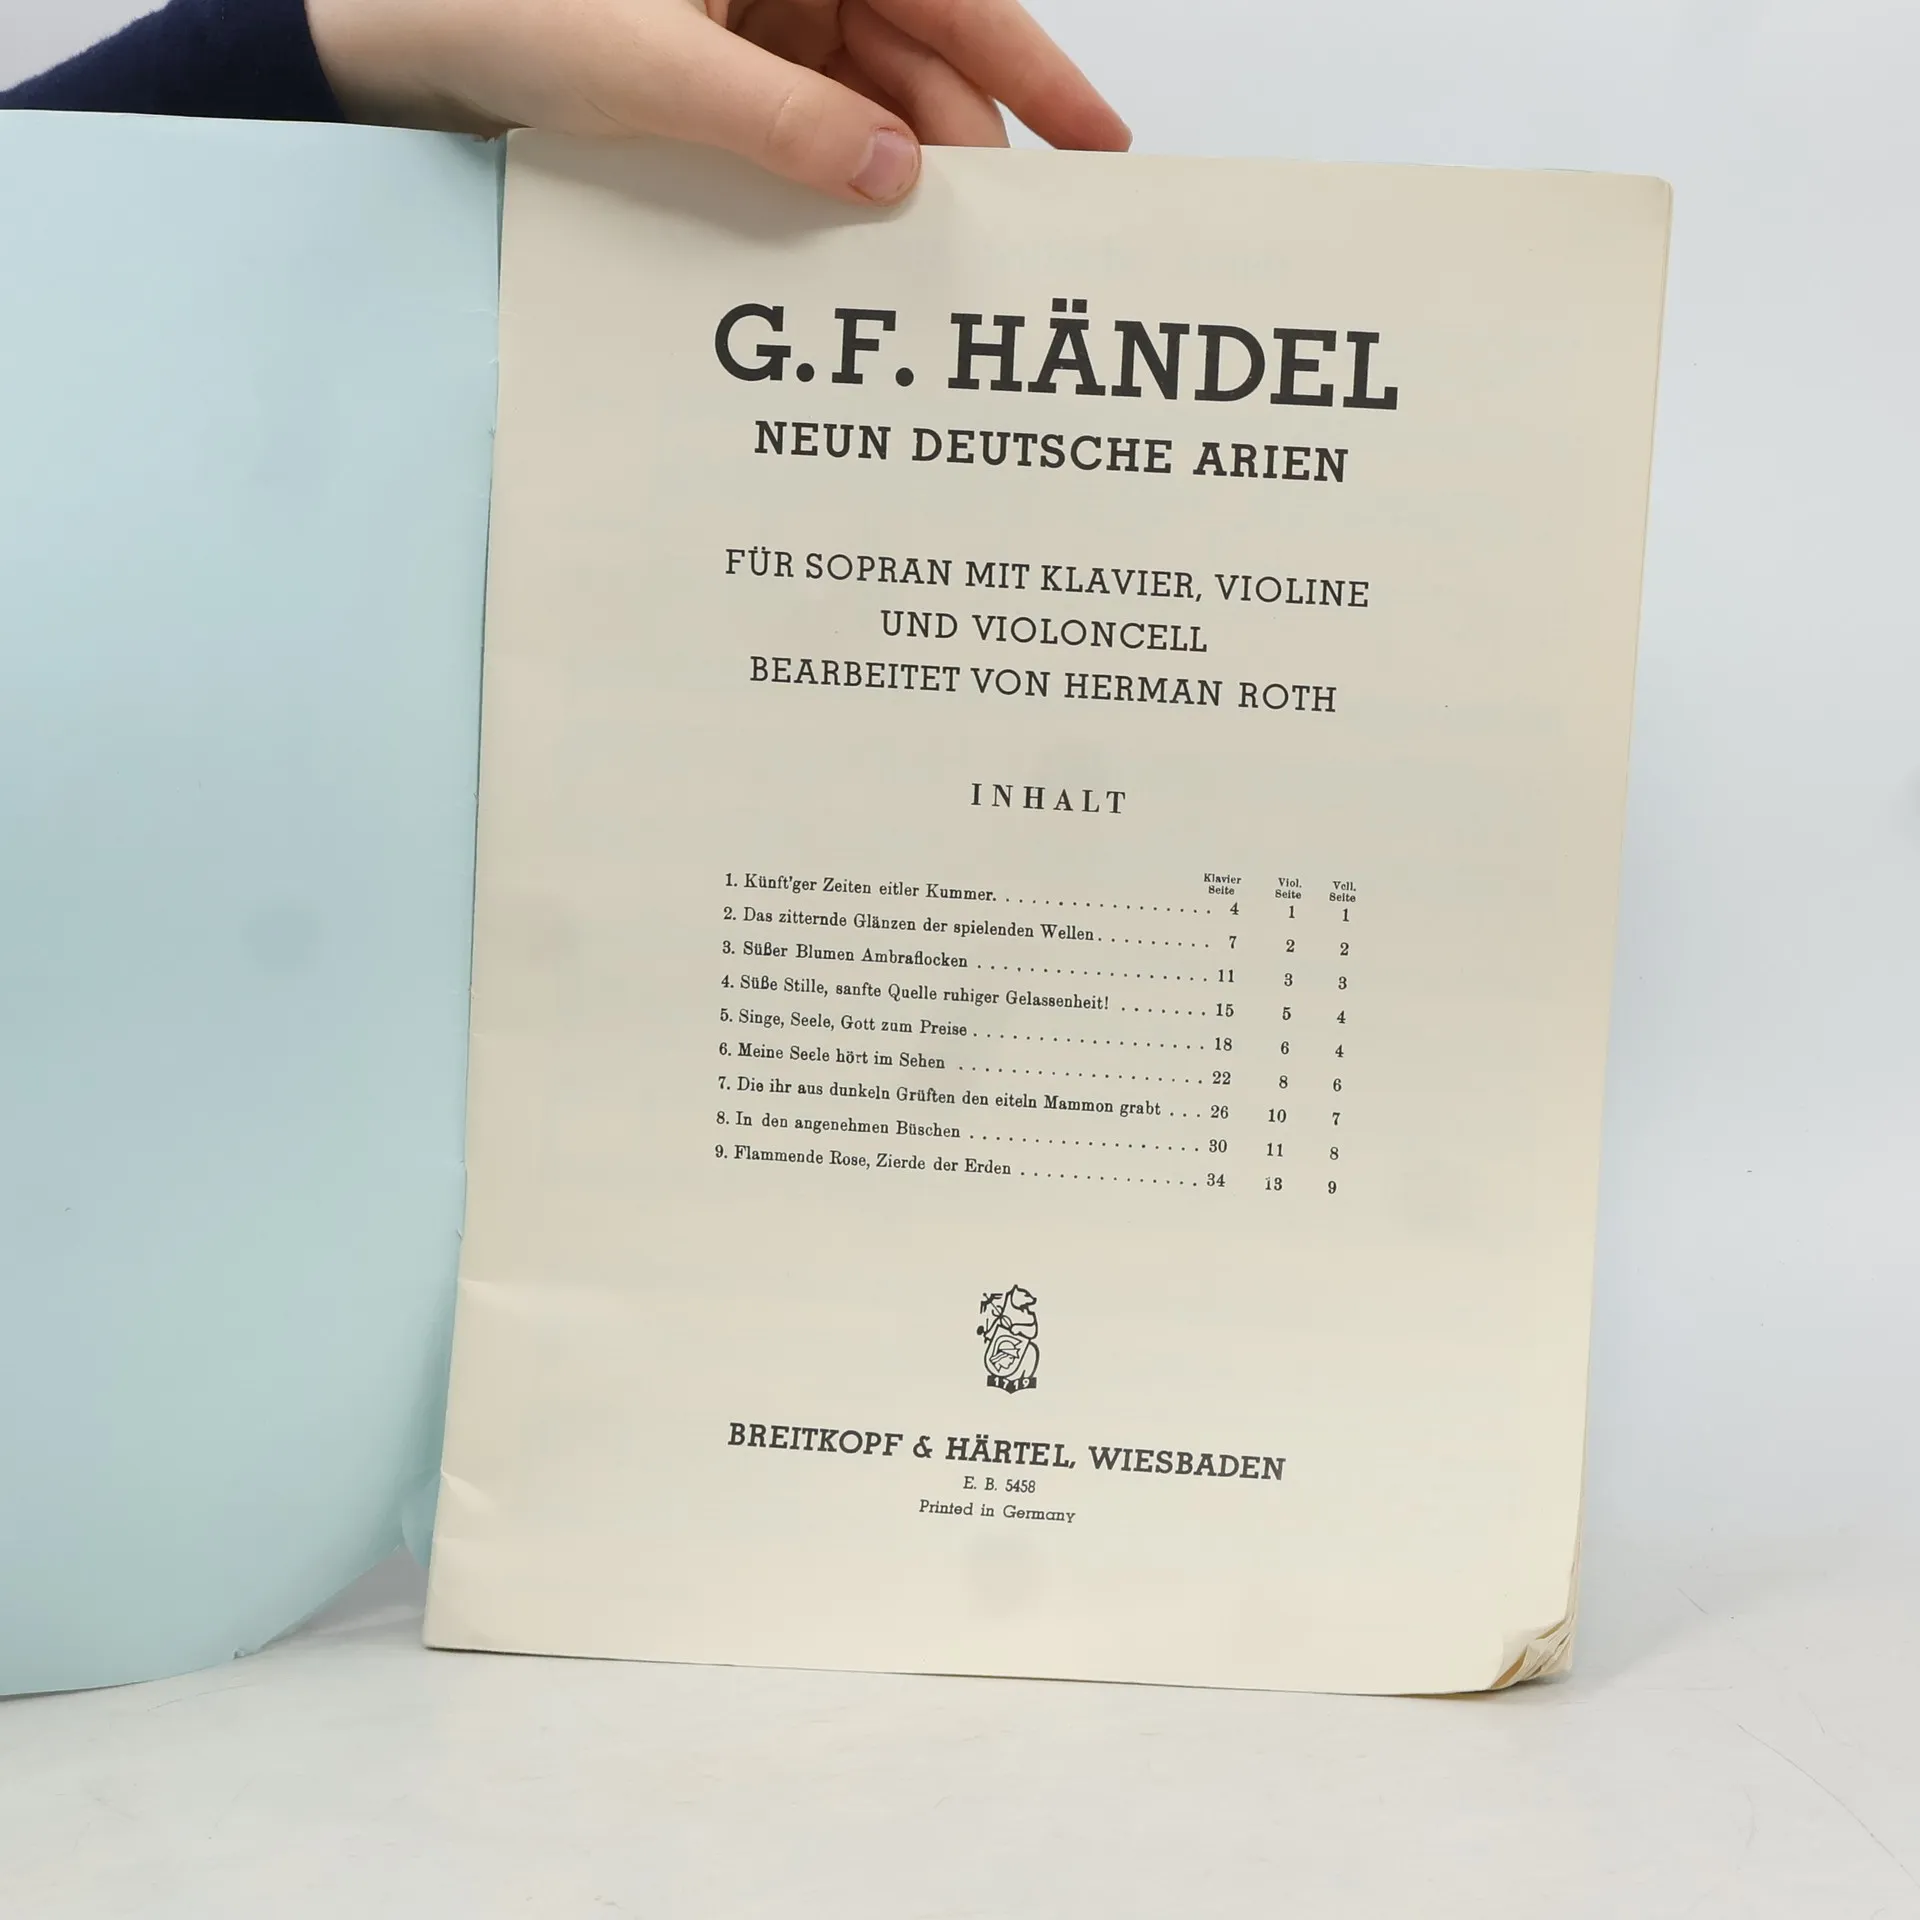 G. F. HÄNDEL
NEUN DEUTSCHE ARIEN
FÜR SOPRAN MIT KLAVIER, VIOLINE
UND VIOLONCELL
BEARBEITET VON HERMAN ROTH
INHALT
Klavier Seite Viol. Seite Vcll. Seite
1. Künft'ger Zeiten eitler Kummer. . . . . . . . . . . . . . . . . . 4 1 1
2. Das zitternde Glänzen der spielenden Wellen . . . . . . . . . 7 2 2
3. Süßer Blumen Ambraflocken . . . . . . . . . . . . . . . . . . 11 3 3
4. Süße Stille, sanfte Quelle ruhiger Gelassenheit! . . . . . . . 15 5 4
5. Singe, Seele, Gott zum Preise . . . . . . . . . . . . . . . . . . 18 6 4
6. Meine Seele hört im Sehen . . . . . . . . . . . . . . . . . . . 22 8 6
7. Die ihr aus dunkeln Grüften den eiteln Mammon grabt . . . 26 10 7
8. In den angenehmen Büschen . . . . . . . . . . . . . . . . . . 30 11 8
9. Flammende Rose, Zierde der Erden . . . . . . . . . . . . . . 34 13 9
1719
BREITKOPF & HÄRTEL, WIESBADEN
E. B. 5458
Printed in Germany